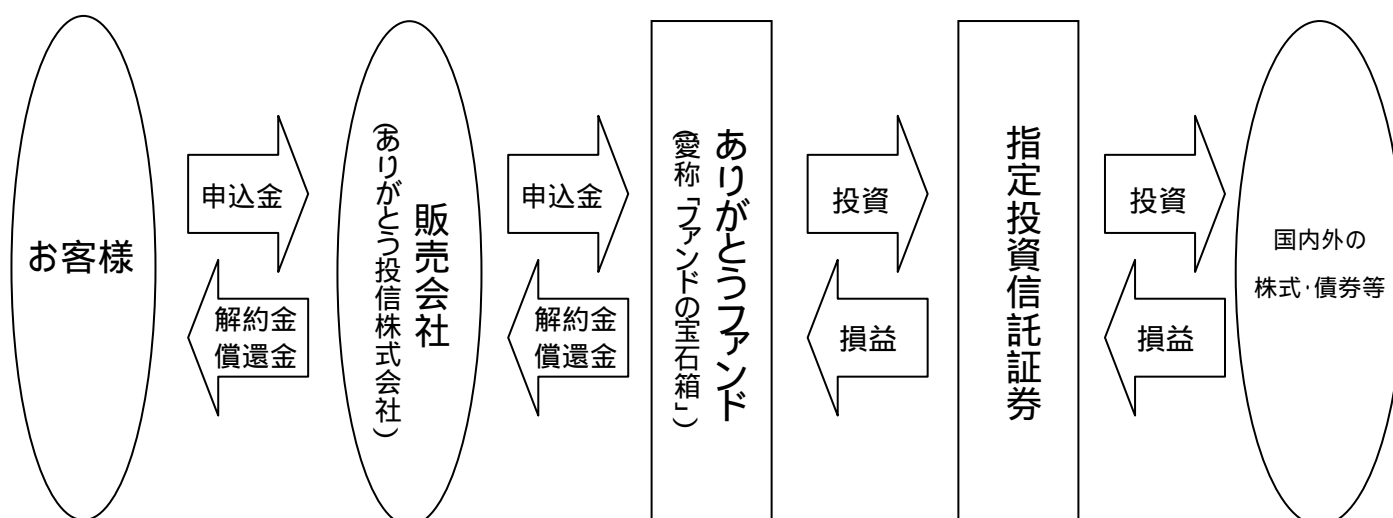 お客様
申込金
解約金
償還金
販売会社
(ありがとう投信株式会社)
申込金
解約金
償還金
ありがとうファンド
(愛称「ファンドの宝石箱」)
投資
損益
指定投資信託証券
投資
損益
国内外の
株式・債券等